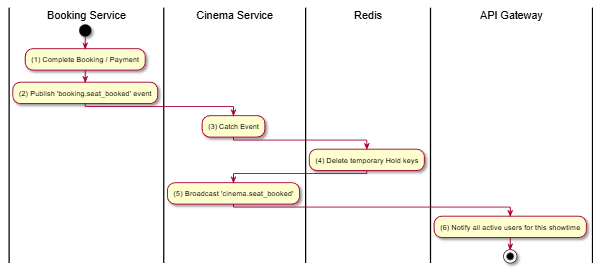 Booking Service
Cinema Service
Redis
API Gateway
(1) Complete Booking / Payment
(2) Publish 'booking.seat_booked' event
(3) Catch Event
(4) Delete temporary Hold keys
(5) Broadcast 'cinema.seat_booked'
(6) Notify all active users for this showtime